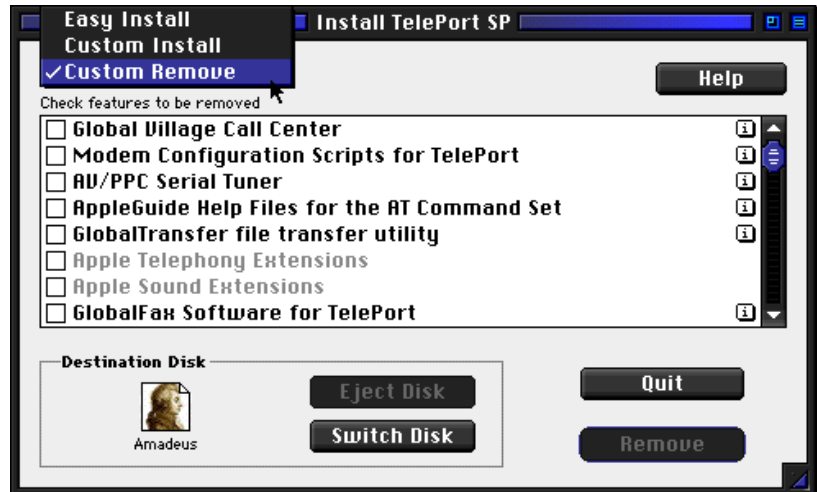 Install TelePort SP
Easy Install
Custom Install
✓Custom Remove
Help
Check features to be removed
Global Village Call Center
Modem Configuration Scripts for TelePort
AV/PPC Serial Tuner
AppleGuide Help Files for the AT Command Set
GlobalTransfer file transfer utility
Apple Telephony Extensions
Apple Sound Extensions
GlobalFax Software for TelePort
Destination Disk
Amadeus
Eject Disk
Switch Disk
Quit
Remove